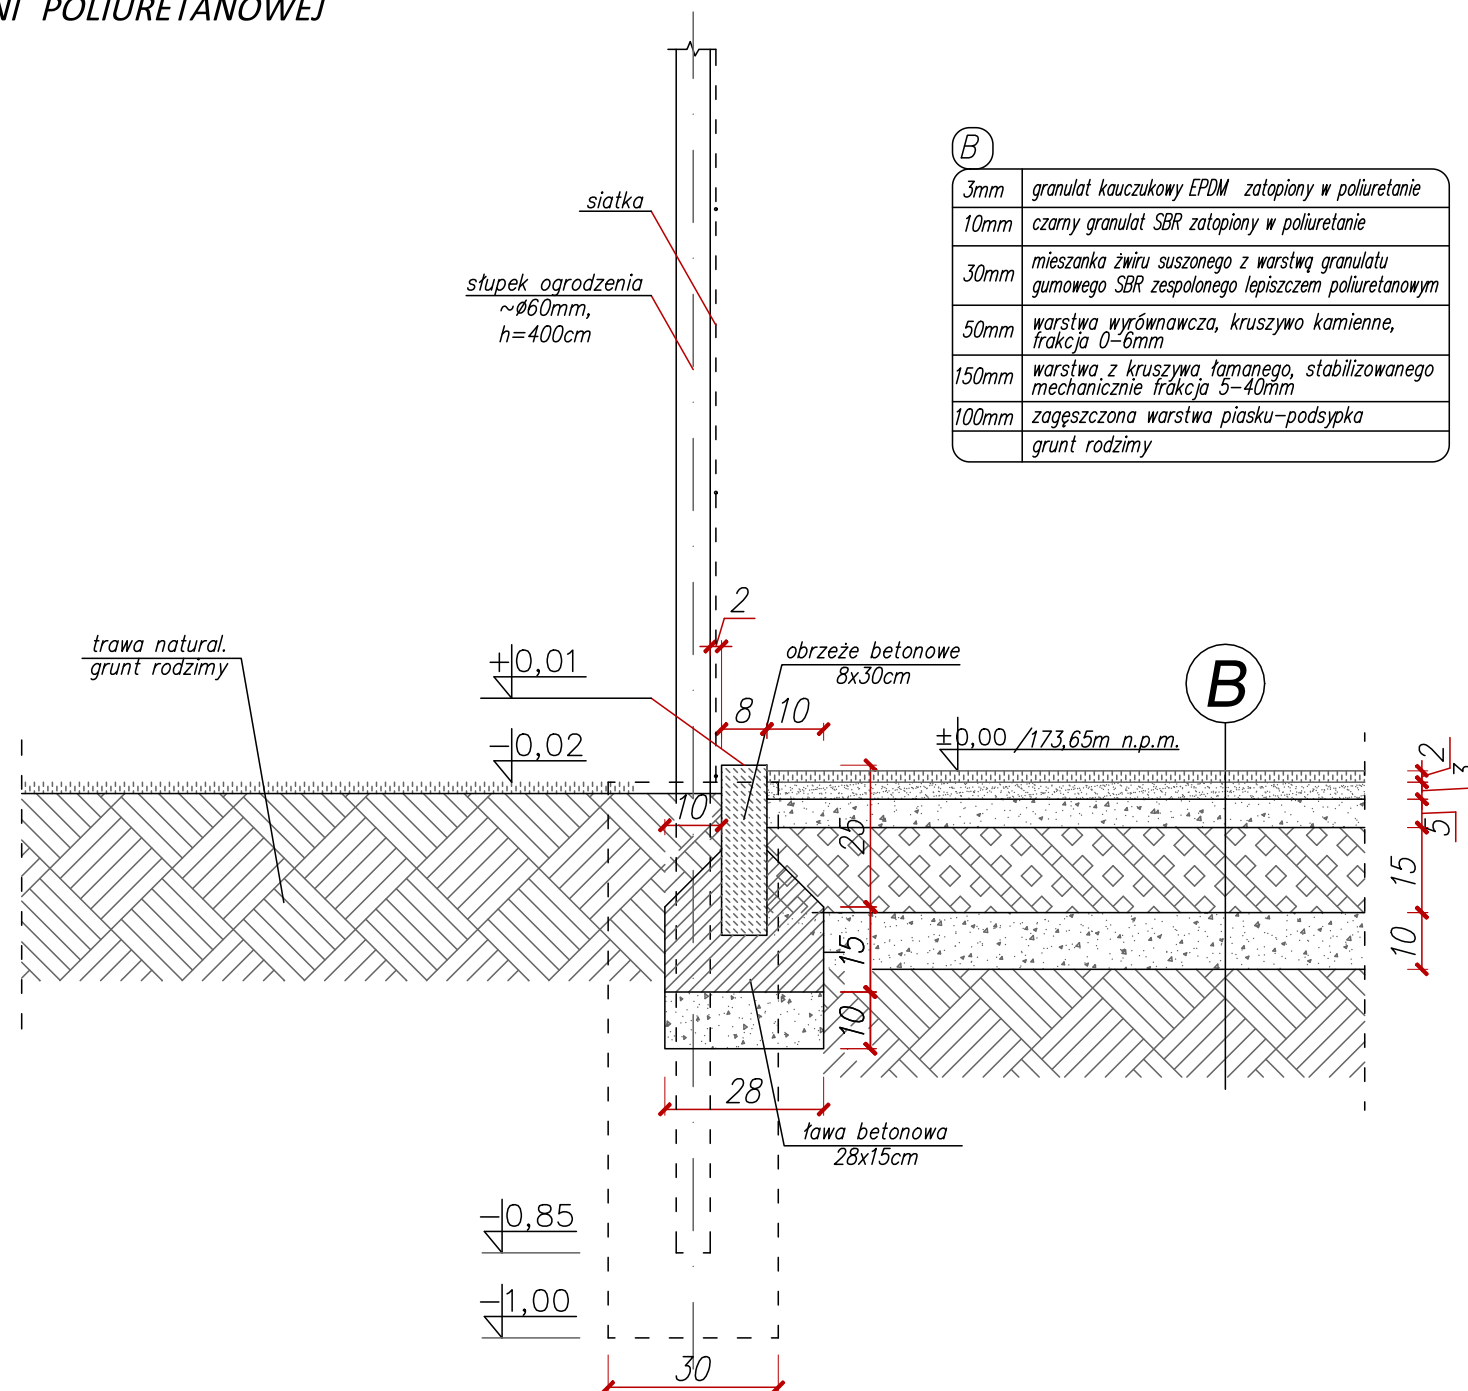 NI POLIURETANOWEJ
B
3mm granulat kauczukowy EPDM zatopiony w poliuretanie
10mm czarny granulat SBR zatopiony w poliuretanie
30mm mieszanka żwiru suszonego z warstwą granulatu
gumowego SBR zespolonego lepiszczem poliuretanowym
50mm warstwa wyrównawcza, kruszywo kamienne,
frakcja 0-6mm
150mm warstwa z kruszywa łamanego, stabilizowanego
mechanicznie frakcja 5-40mm
100mm zagęszczona warstwa piasku-podsypka
grunt rodzimy
siatka
słupek ogrodzenia
~ø60mm,
h=400cm
2
trawa natural.
grunt rodzimy
+0,01
obrzeże betonowe
8x30cm
B
8 10
-0,02
±0,00 /173,65m n.p.m.
2
3
10
25
5
15
15
10
10
28
ława betonowa
28x15cm
-0,85
-1,00
30